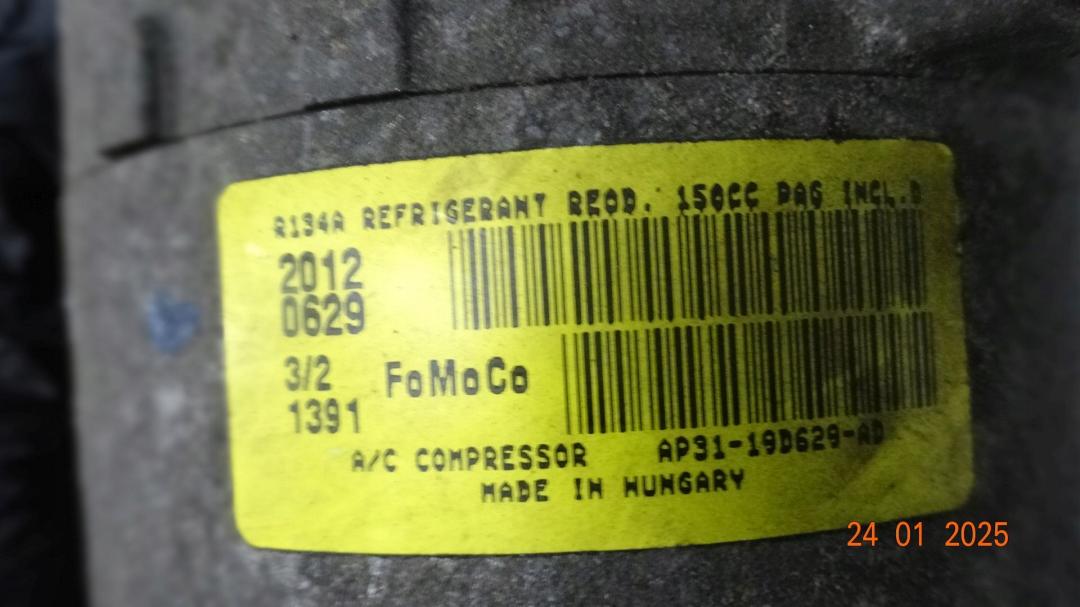 R134A REFRIGERANT REQD. 150CC PAG INCL.D
2012
0629
3/2
1391
FoMoCo
A/C COMPRESSOR AP31-19D629-AD
MADE IN HUNGARY
24 01 2025